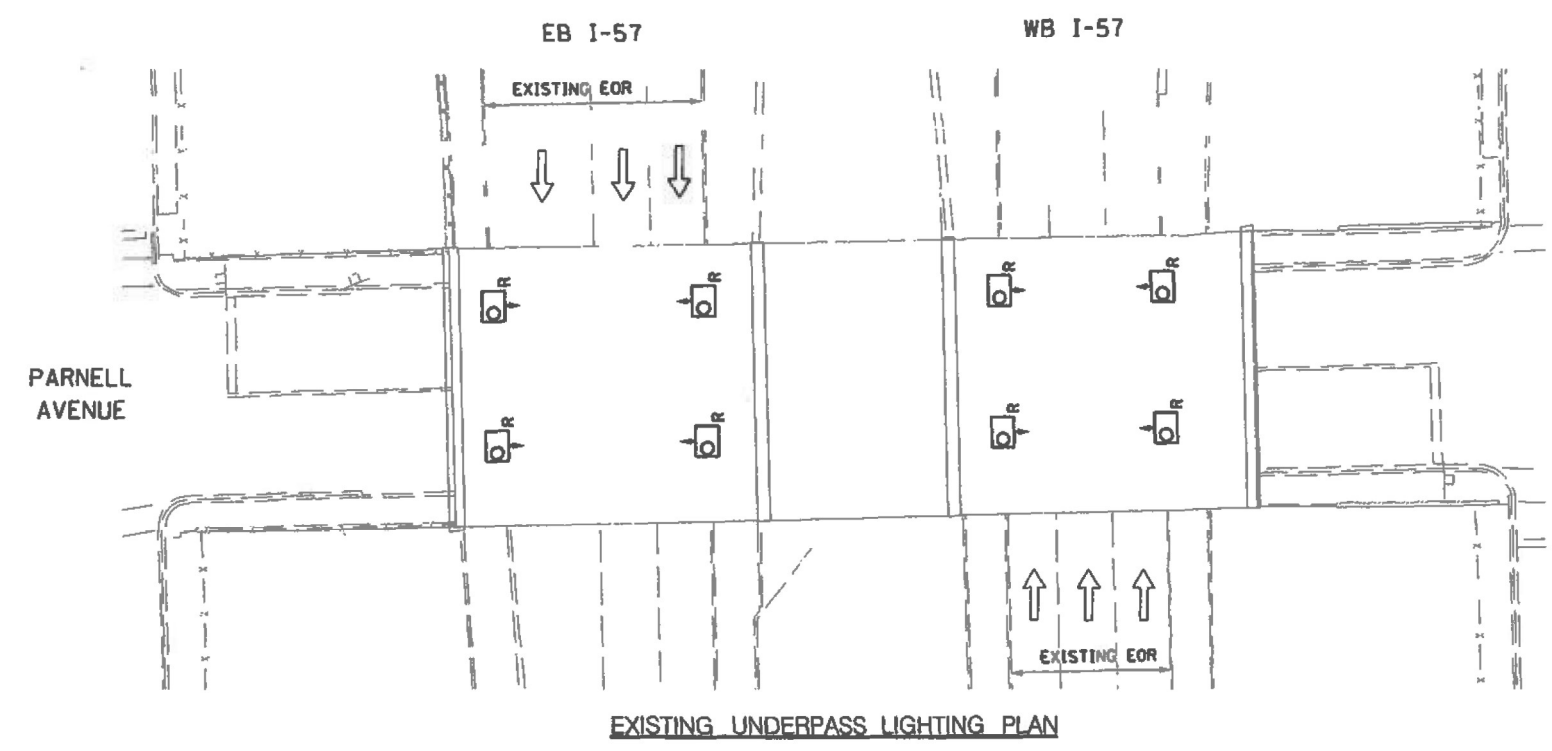 EB I-57
WB I-57
EXISTING EOR
R
R
R
R
PARNELL
AVENUE
R
R
R
R
EXISTING EOR
EXISTING UNDERPASS LIGHTING PLAN